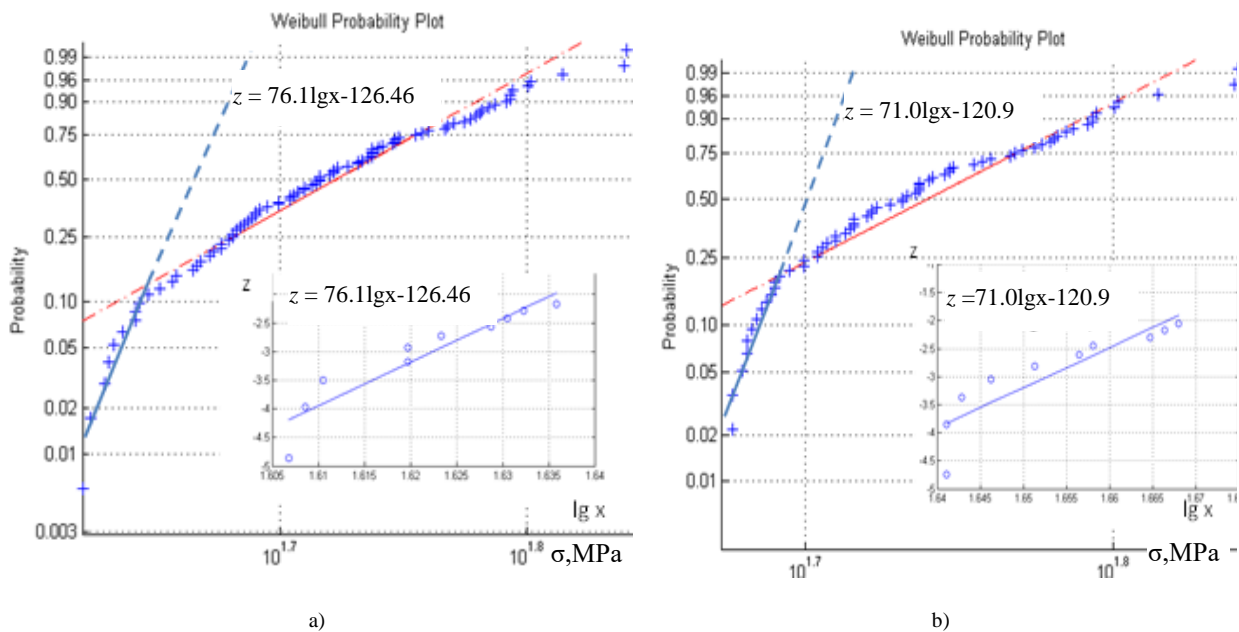 Weibull Probability Plot
0.99
0.96
0.90
0.75
0.50
0.25
0.10
0.05
0.02
0.01
0.003
Probability
z = 76.1lgx-126.46
z
z = 76.1lgx-126.46
-2.5
-3
-3.5
-4
-4.5
-5
1.605 1.61 1.615 1.62 1.625 1.63 1.635 1.64
lg x
10^1.7 10^1.8 σ,MPa
a)
Weibull Probability Plot
0.99
0.96
0.90
0.75
0.50
0.25
0.10
0.05
0.02
0.01
Probability
z = 71.0lgx-120.9
z
z =71.0lgx-120.9
-1
-1.5
-2
-2.5
-3
-3.5
-4
-4.5
-5
1.64 1.645 1.65 1.655 1.66 1.665 1.67
lg x
10^1.7 10^1.8 σ,MPa
b)